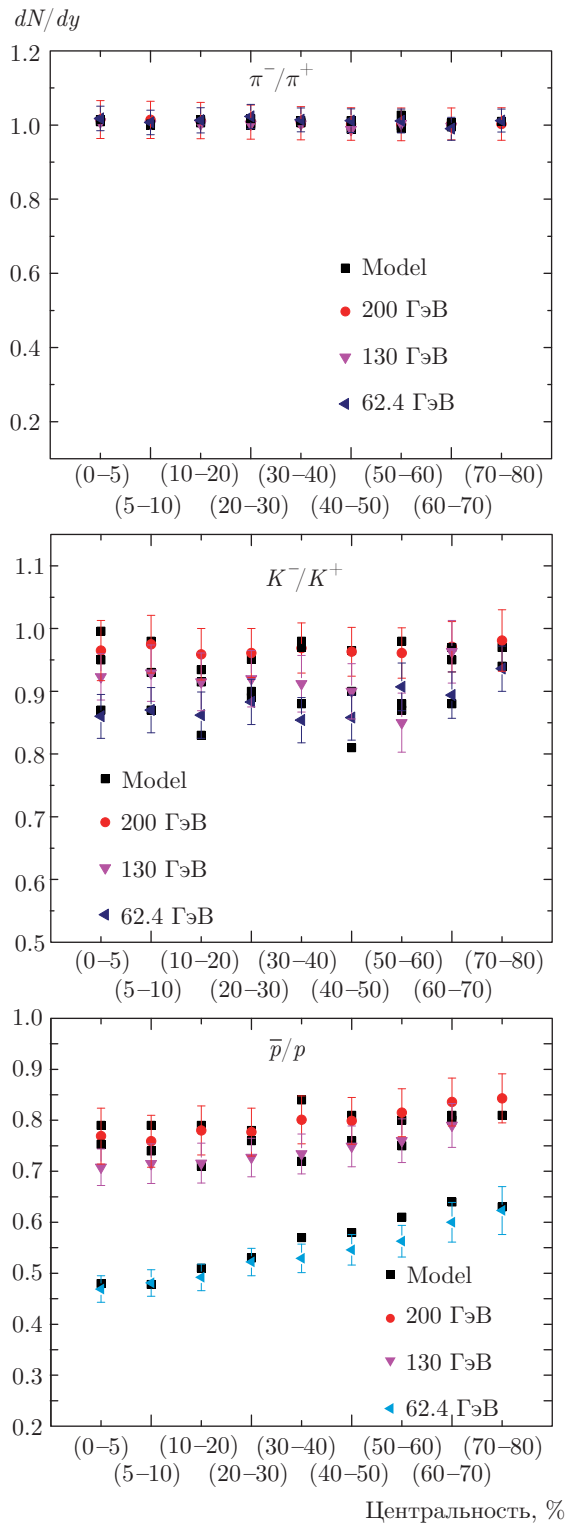 dN/dy
1.2
π⁻/π⁺
1.0
0.8
0.6
0.4
0.2
Model
200 ГэВ
130 ГэВ
62.4 ГэВ
(0–5) (10–20) (30–40) (50–60) (70–80)
(5–10) (20–30) (40–50) (60–70)
1.1
K⁻/K⁺
1.0
0.9
0.8
0.7
0.6
0.5
Model
200 ГэВ
130 ГэВ
62.4 ГэВ
(0–5) (10–20) (30–40) (50–60) (70–80)
(5–10) (20–30) (40–50) (60–70)
1.0
p̅/p
0.9
0.8
0.7
0.6
0.5
0.4
0.3
0.2
Model
200 ГэВ
130 ГэВ
62.4 ГэВ
(0–5) (10–20) (30–40) (50–60) (70–80)
(5–10) (20–30) (40–50) (60–70)
Центральность, %